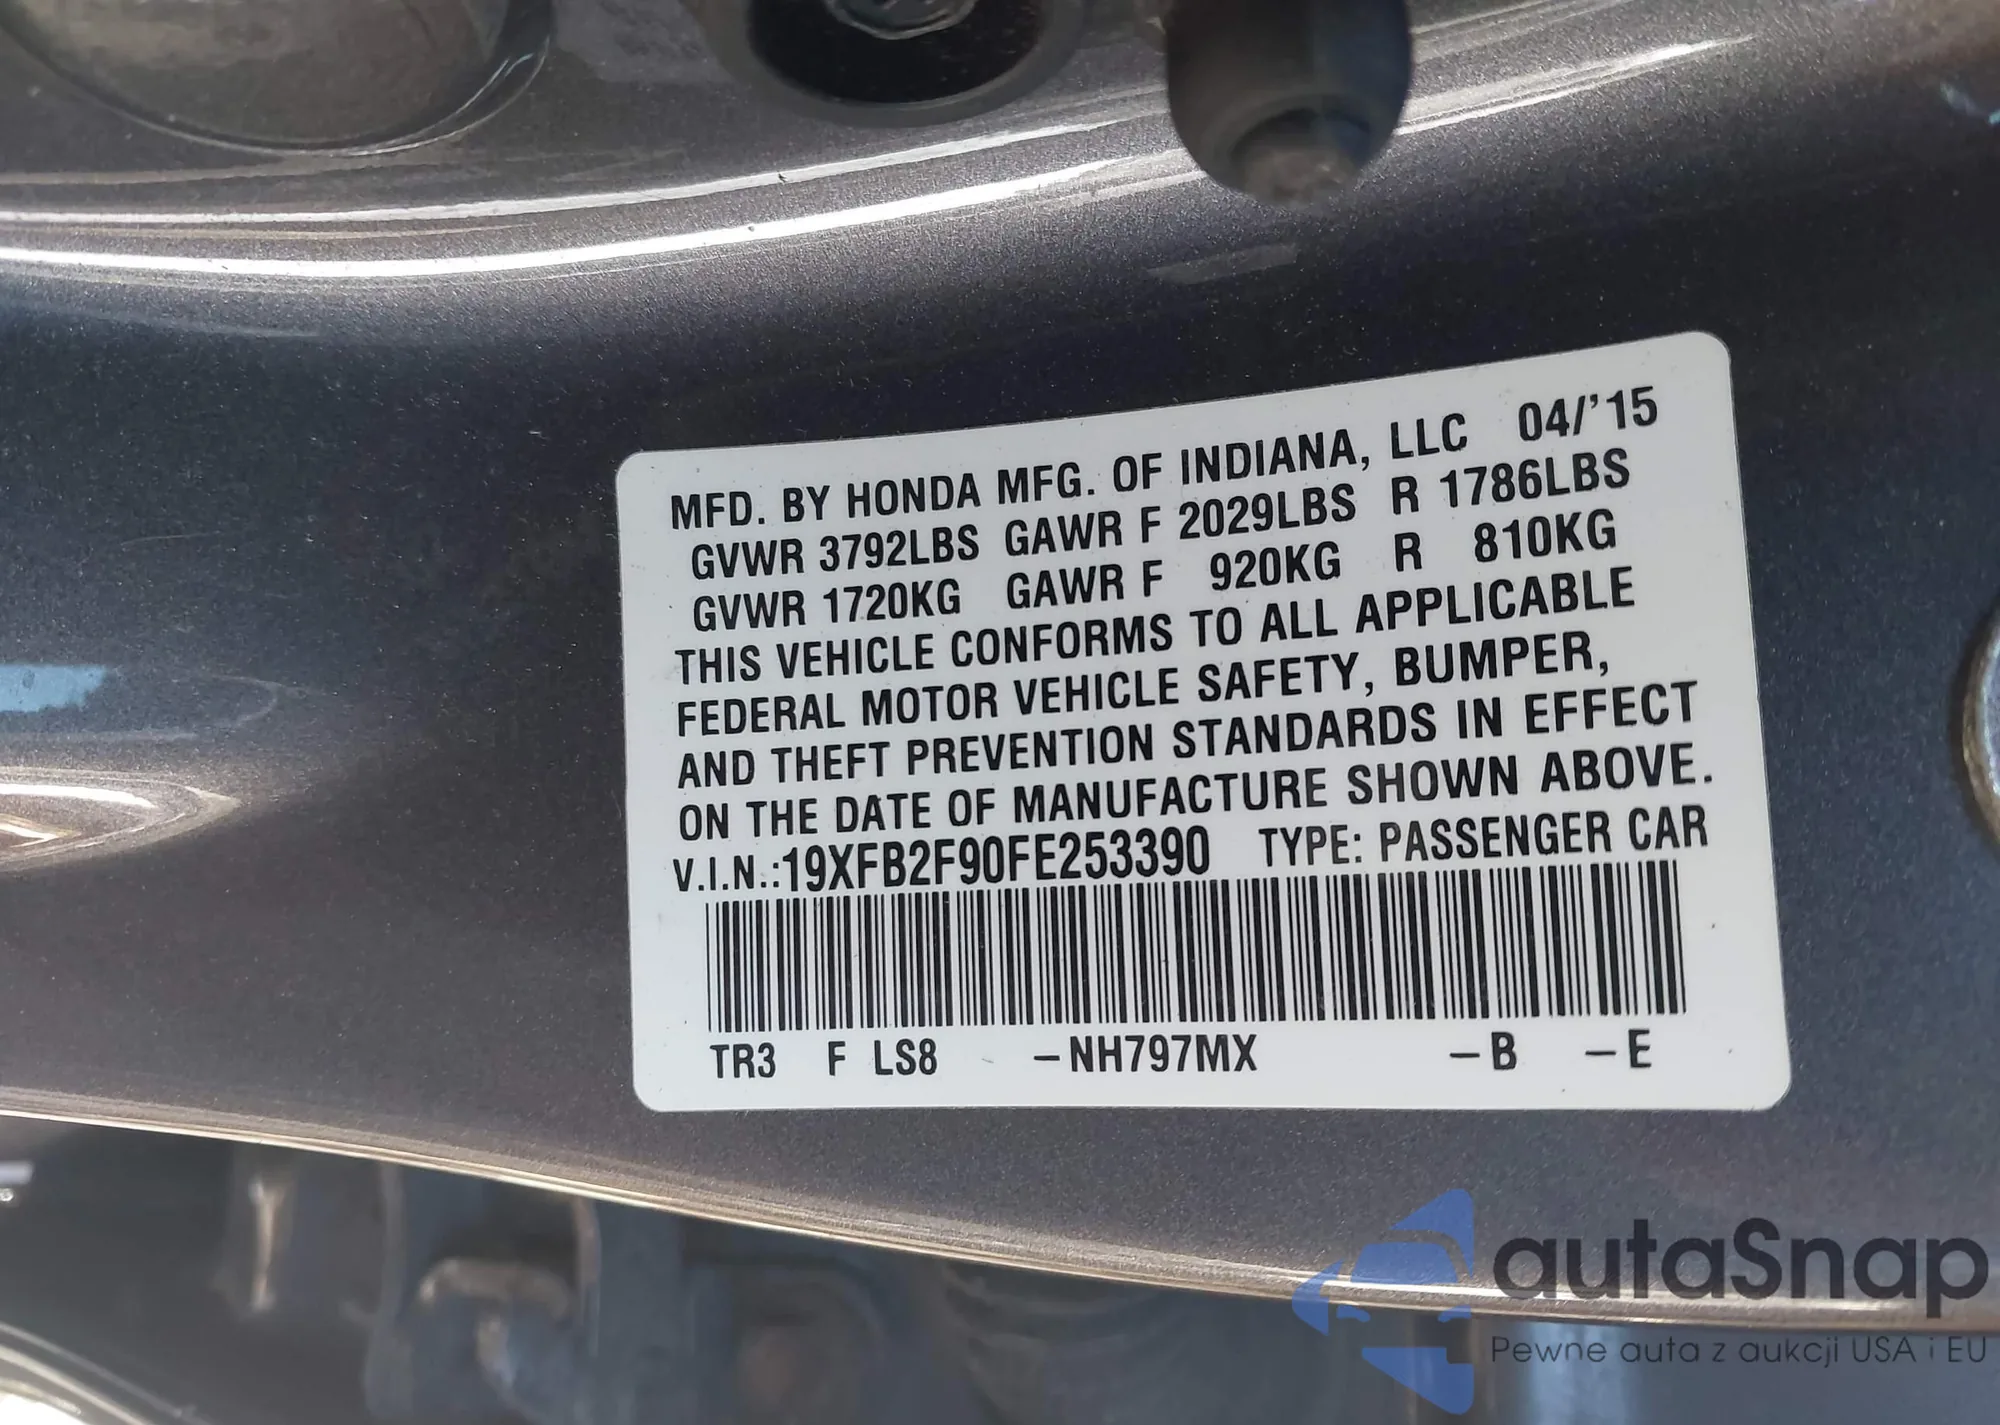 MFD. BY HONDA MFG. OF INDIANA, LLC 04/'15
GVWR 3792LBS GAWR F 2029LBS R 1786LBS
GVWR 1720KG GAWR F 920KG R 810KG
THIS VEHICLE CONFORMS TO ALL APPLICABLE
FEDERAL MOTOR VEHICLE SAFETY, BUMPER,
AND THEFT PREVENTION STANDARDS IN EFFECT
ON THE DATE OF MANUFACTURE SHOWN ABOVE.
V.I.N.:19XFB2F90FE253390 TYPE: PASSENGER CAR
TR3 F LS8 -NH797MX -B -E
autaSnap
Pewne auta z aukcji USA i EU